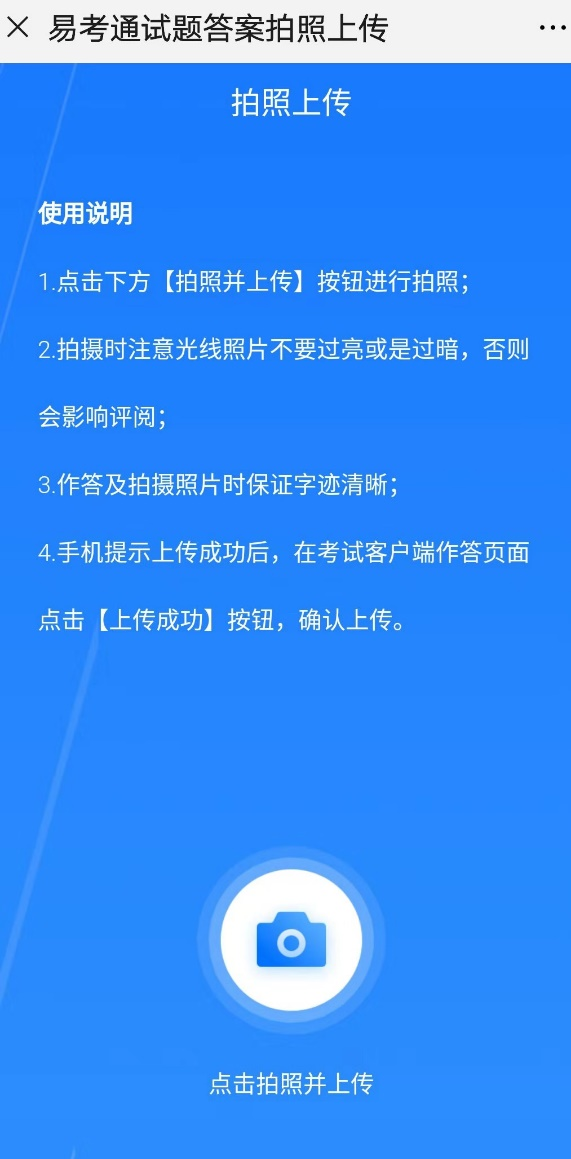 易考通试题答案拍照上传
拍照上传
使用说明
1.点击下方【拍照并上传】按钮进行拍照；
2.拍摄时注意光线照片不要过亮或是过暗，否则
会影响评阅；
3.作答及拍摄照片时保证字迹清晰；
4.手机提示上传成功后，在考试客户端作答页面
点击【上传成功】按钮，确认上传。
点击拍照并上传